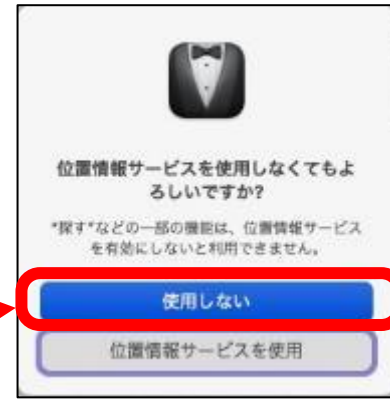 位置情報サービスを使用しなくてもよ
ろしいですか?
"探す"などの一部の機能は、位置情報サービス
を有効にしないと利用できません。
使用しない
位置情報サービスを使用